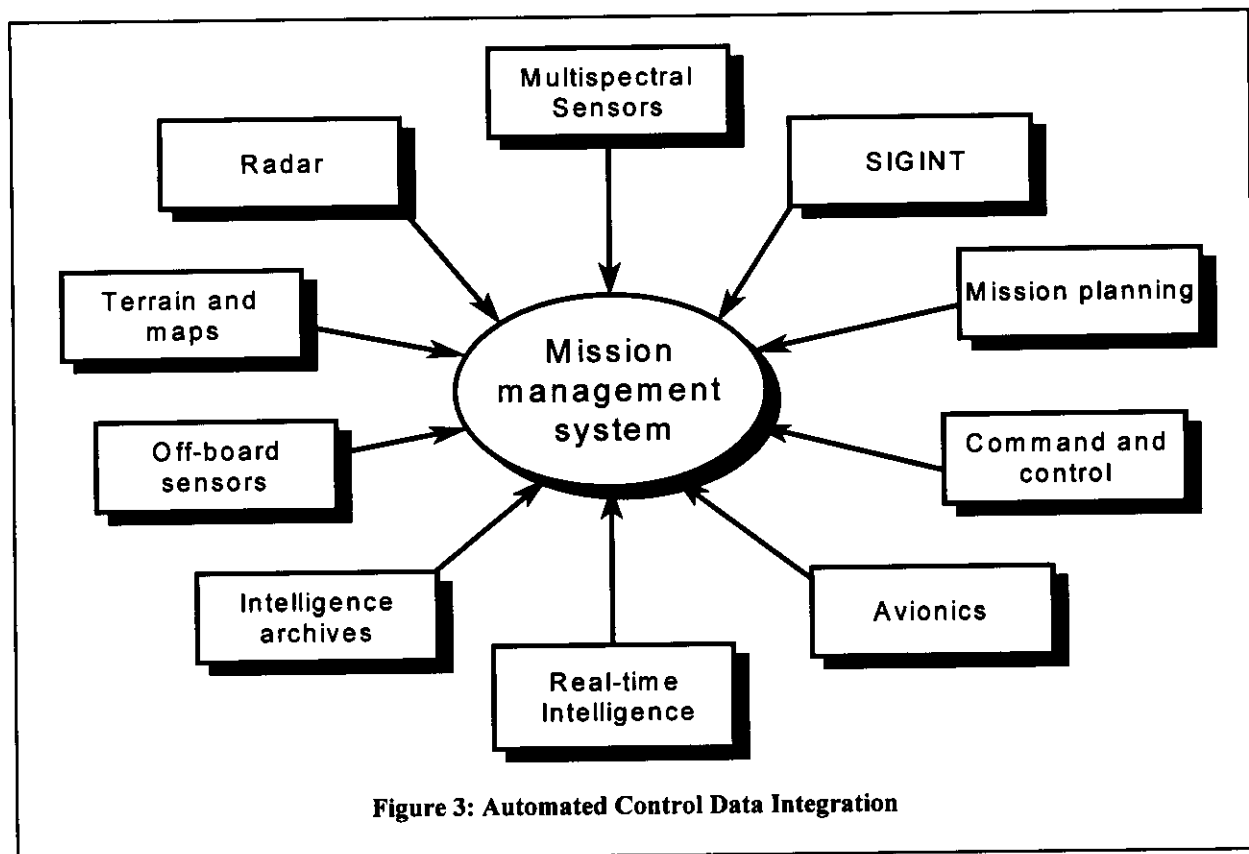 Multispectral
Sensors
Radar
SIGINT
Terrain and
maps
Mission planning
Mission
management
system
Off-board
sensors
Command and
control
Intelligence
archives
Avionics
Real-time
Intelligence
Figure 3: Automated Control Data Integration